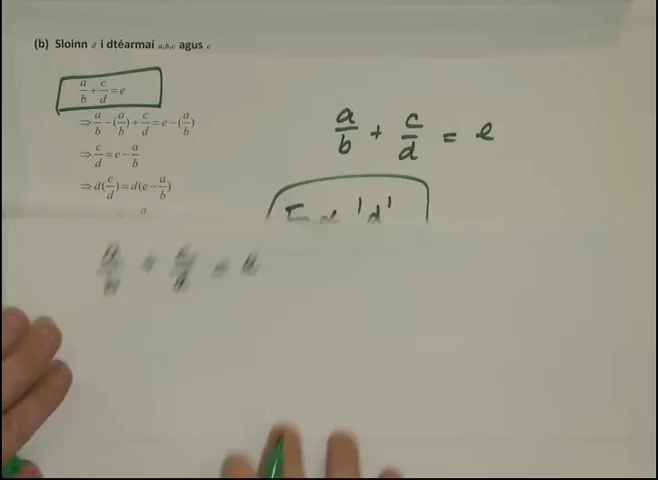 (b) Sloinn d i dtéarmaí a,b,c agus e
a/b + c/d = e
⇒ a/b − (a/b) + c/d = e − (a/b)
⇒ c/d = e − a/b
⇒ d(c/d) = d(e − a/b)
a
a/b + c/d = e
'd'
a/b + c/d = e